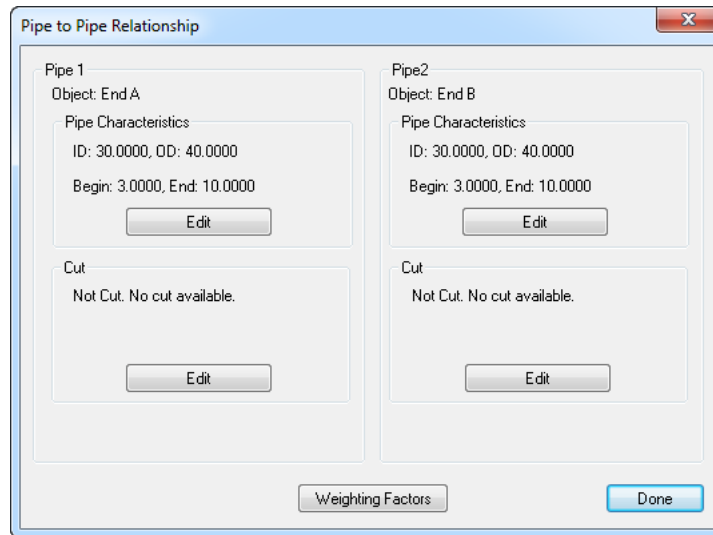 Pipe to Pipe Relationship
Pipe 1
Object: End A
Pipe Characteristics
ID: 30.0000, OD: 40.0000
Begin: 3.0000, End: 10.0000
Edit
Cut
Not Cut. No cut available.
Edit
Pipe2
Object: End B
Pipe Characteristics
ID: 30.0000, OD: 40.0000
Begin: 3.0000, End: 10.0000
Edit
Cut
Not Cut. No cut available.
Edit
Weighting Factors
Done